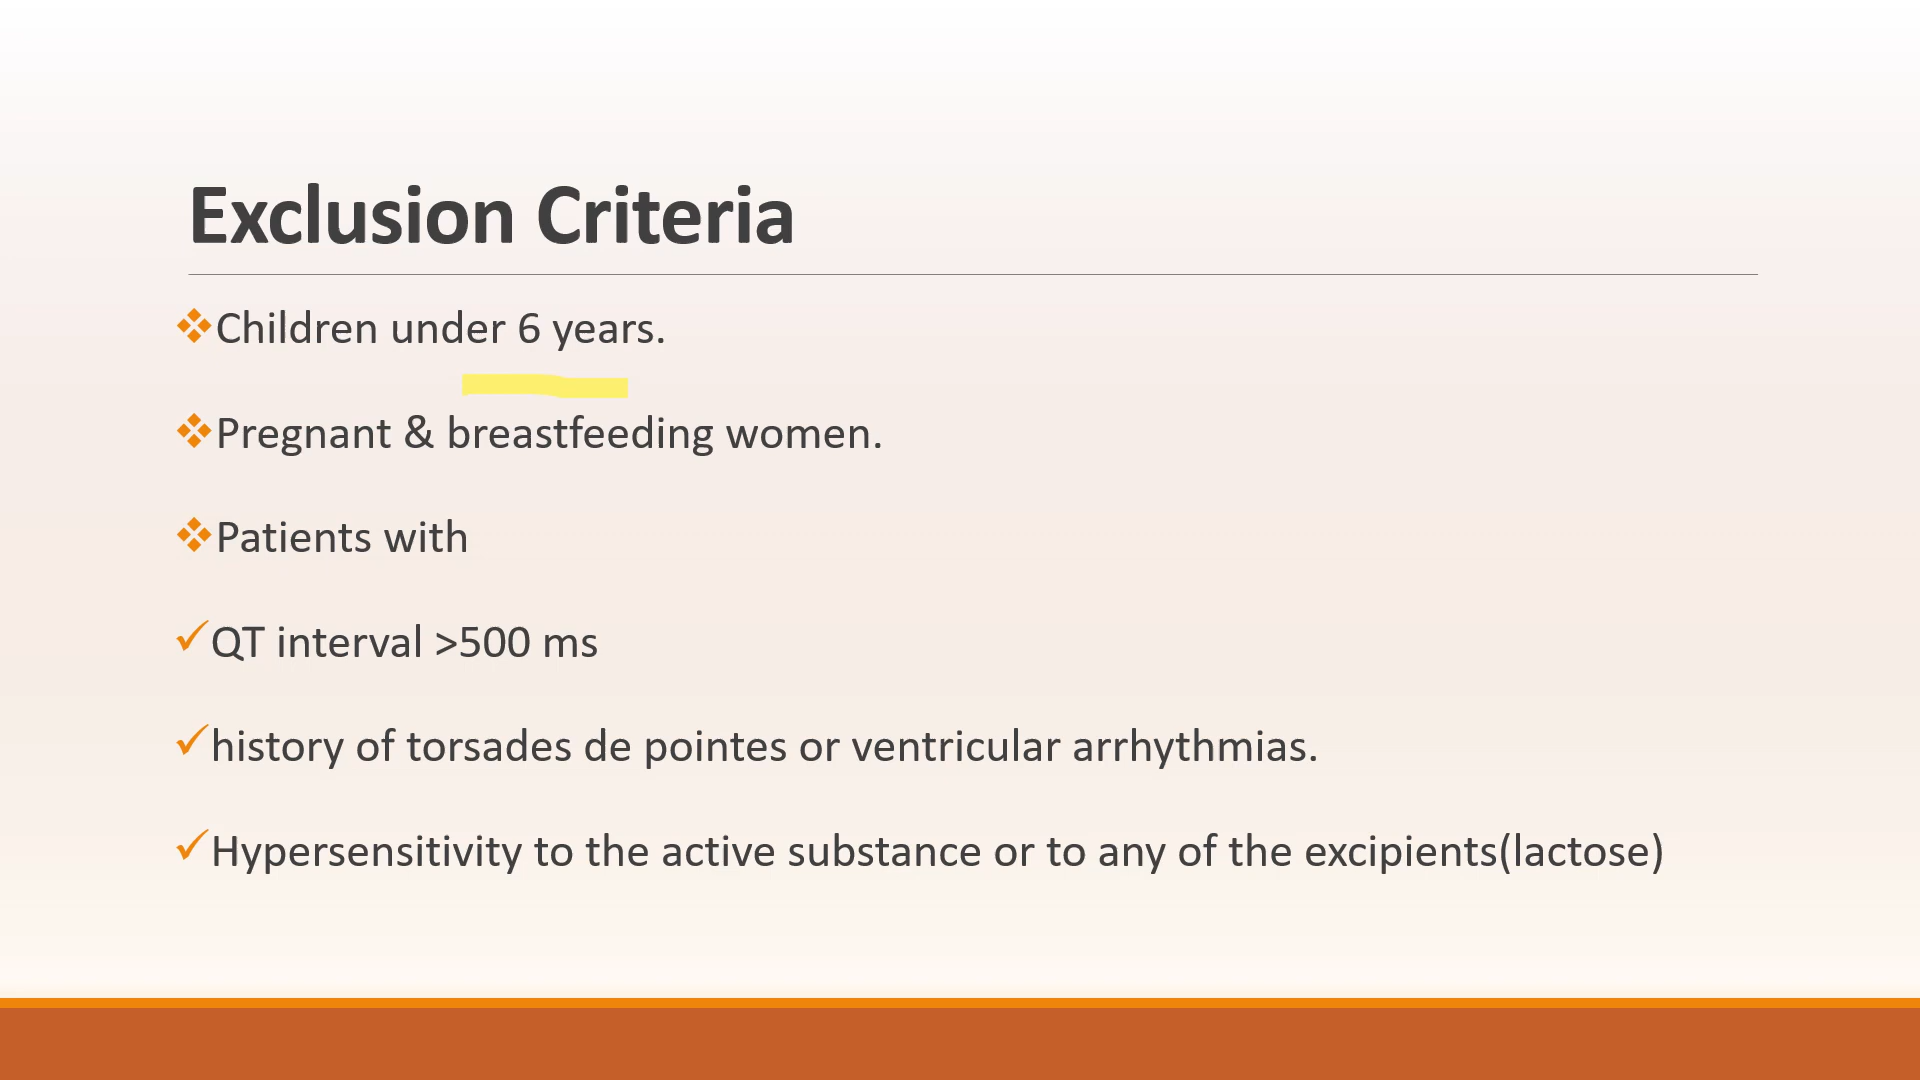 Exclusion Criteria
❖Children under 6 years.
❖Pregnant & breastfeeding women.
❖Patients with
✓QT interval >500 ms
✓history of torsades de pointes or ventricular arrhythmias.
✓Hypersensitivity to the active substance or to any of the excipients(lactose)